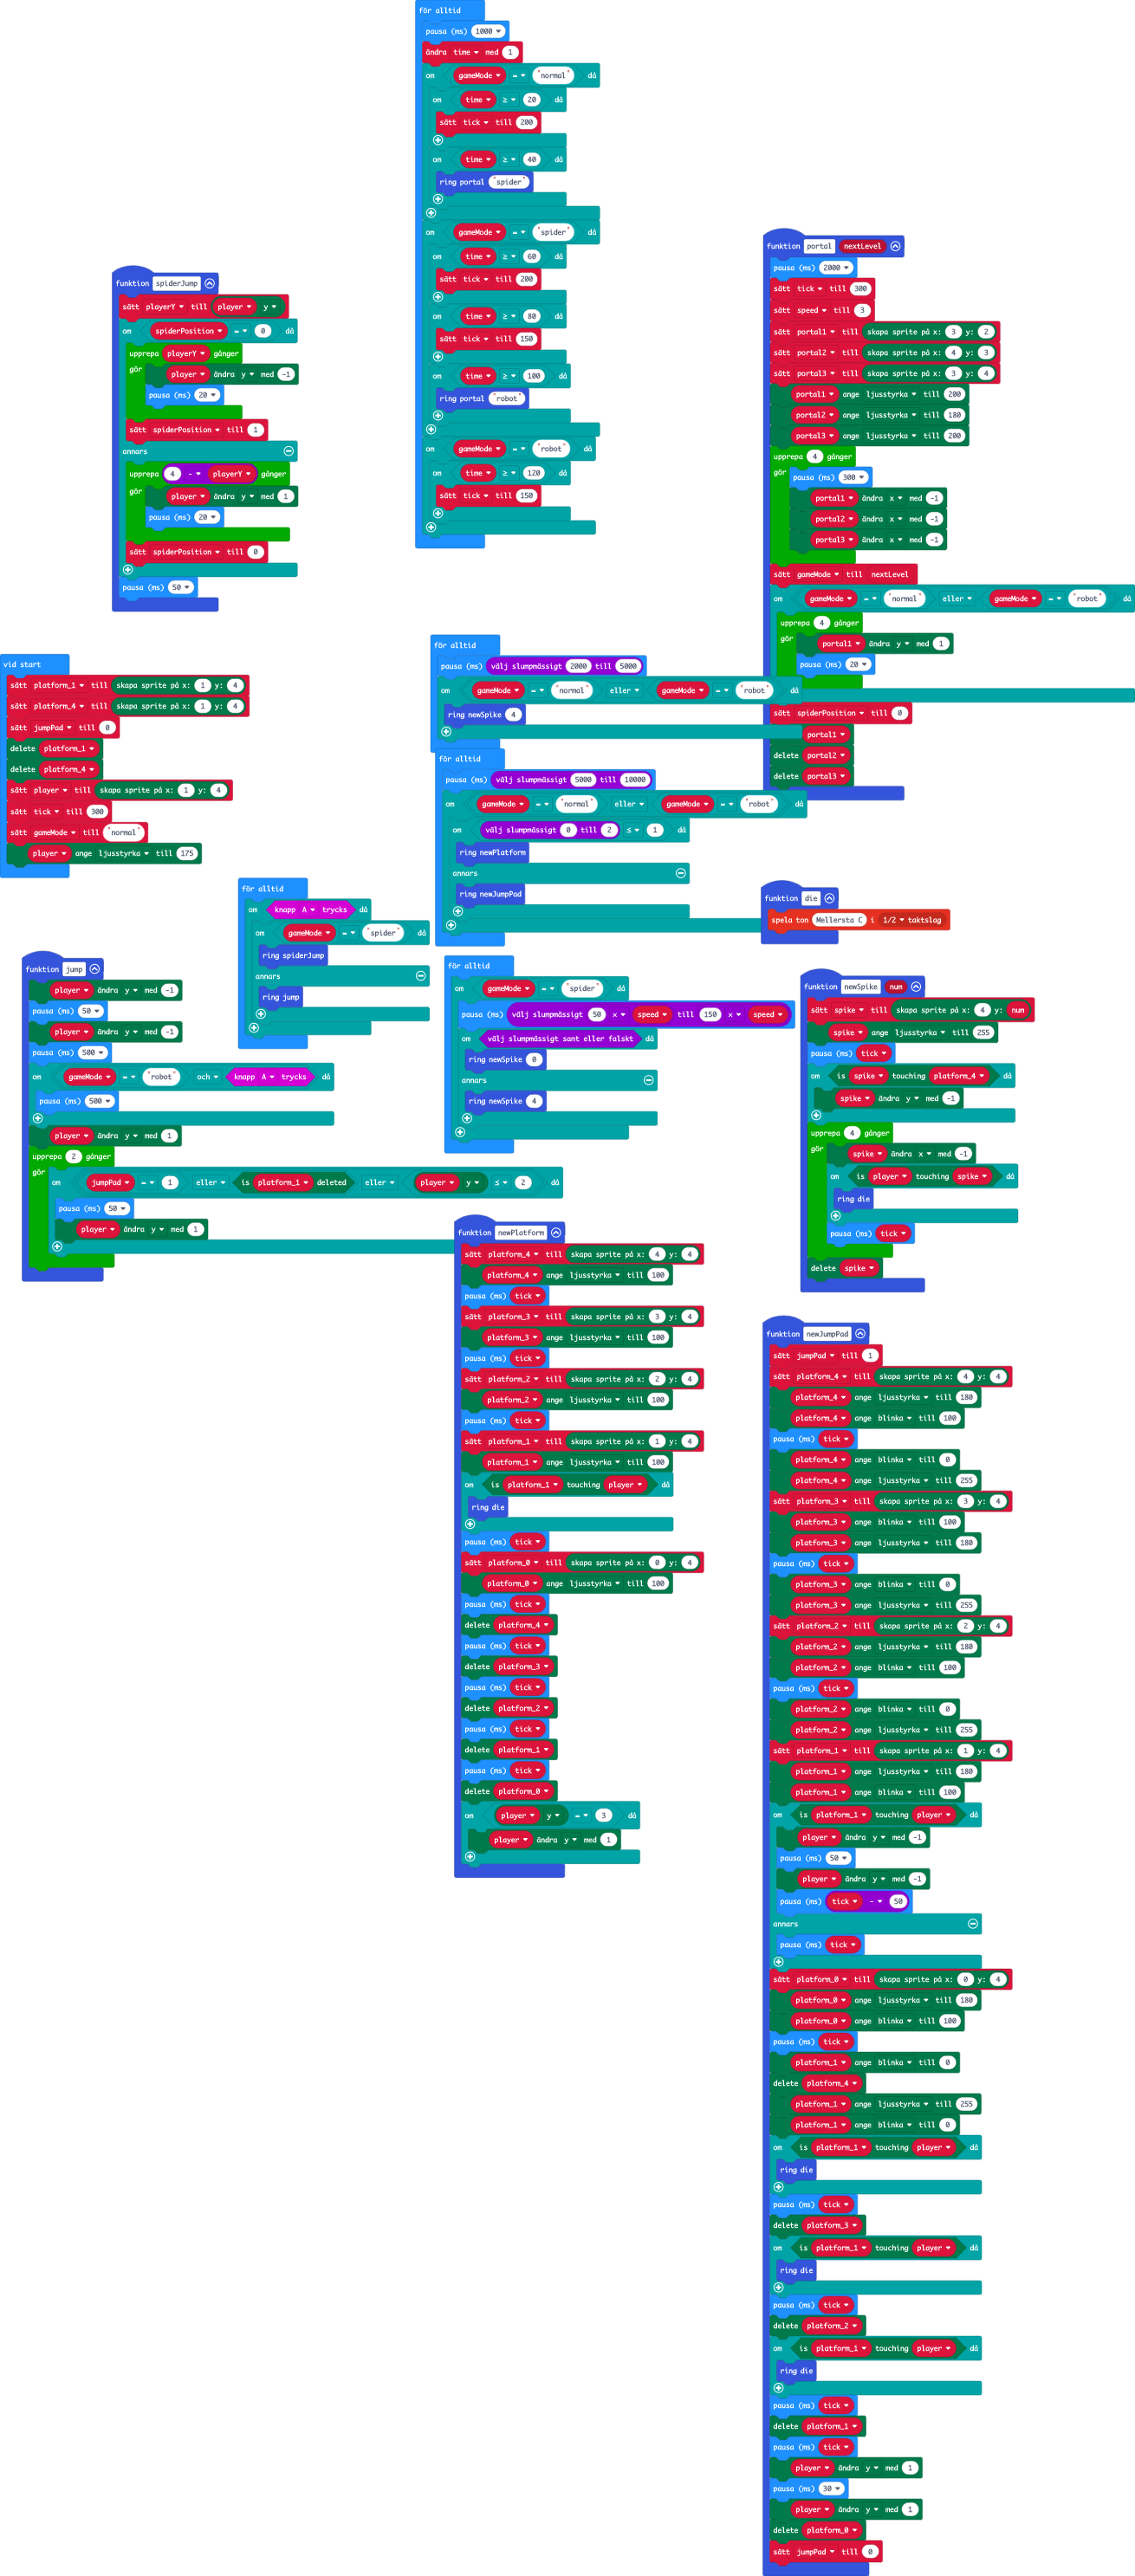 för alltid
pausa (ms) 1000
ändra time med 1
om gameMode = "normal" då
om time ≥ 20 då
sätt tick till 200
om time ≥ 40 då
ring portal "spider"
om gameMode = "spider" då
om time ≥ 60 då
sätt tick till 200
om time ≥ 80 då
sätt tick till 150
om time ≥ 100 då
ring portal "robot"
om gameMode = "robot" då
om time ≥ 120 då
sätt tick till 150
funktion spiderJump
sätt playerY till player y
om spiderPosition = 0 då
upprepa playerY gånger
gör player ändra y med -1
pausa (ms) 20
sätt spiderPosition till 1
annars
upprepa 4 - playerY gånger
gör player ändra y med 1
pausa (ms) 20
sätt spiderPosition till 0
pausa (ms) 50
funktion portal nextLevel
pausa (ms) 2000
sätt tick till 300
sätt speed till 3
sätt portal1 till skapa sprite på x: 3 y: 2
sätt portal2 till skapa sprite på x: 4 y: 3
sätt portal3 till skapa sprite på x: 3 y: 4
portal1 ange ljusstyrka till 200
portal2 ange ljusstyrka till 180
portal3 ange ljusstyrka till 200
upprepa 4 gånger
gör pausa (ms) 300
portal1 ändra x med -1
portal2 ändra x med -1
portal3 ändra x med -1
sätt gameMode till nextLevel
om gameMode = "normal" eller gameMode = "robot" då
upprepa 4 gånger
gör portal1 ändra y med 1
pausa (ms) 20
sätt spiderPosition till 0
portal1
delete portal2
delete portal3
vid start
sätt platform_1 till skapa sprite på x: 1 y: 4
sätt platform_4 till skapa sprite på x: 1 y: 4
sätt jumpPad till 0
delete platform_1
delete platform_4
sätt player till skapa sprite på x: 1 y: 4
sätt tick till 300
sätt gameMode till "normal"
player ange ljusstyrka till 175
för alltid
pausa (ms) välj slumpmässigt 2000 till 5000
om gameMode = "normal" eller gameMode = "robot" då
ring newSpike 4
för alltid
pausa (ms) välj slumpmässigt 5000 till 10000
om gameMode = "normal" eller gameMode = "robot" då
om välj slumpmässigt 0 till 2 ≤ 1 då
ring newPlatform
annars
ring newJumpPad
för alltid
om knapp A trycks då
om gameMode = "spider" då
ring spiderJump
annars
ring jump
funktion die
spela ton Mellersta C i 1/2 taktslag
funktion jump
player ändra y med -1
pausa (ms) 50
player ändra y med -1
pausa (ms) 500
om gameMode = "robot" och knapp A trycks då
pausa (ms) 500
player ändra y med 1
upprepa 2 gånger
gör om jumpPad = 1 eller is platform_1 deleted eller player y ≤ 2 då
pausa (ms) 50
player ändra y med 1
för alltid
om gameMode = "spider" då
pausa (ms) välj slumpmässigt 50 × speed till 150 × speed
om välj slumpmässigt sant eller falskt då
ring newSpike 0
annars
ring newSpike 4
funktion newSpike num
sätt spike till skapa sprite på x: 4 y: num
spike ange ljusstyrka till 255
pausa (ms) tick
om is spike touching platform_4 då
spike ändra y med -1
upprepa 4 gånger
gör spike ändra x med -1
om is player touching spike då
ring die
pausa (ms) tick
delete spike
funktion newPlatform
sätt platform_4 till skapa sprite på x: 4 y: 4
platform_4 ange ljusstyrka till 100
pausa (ms) tick
sätt platform_3 till skapa sprite på x: 3 y: 4
platform_3 ange ljusstyrka till 100
pausa (ms) tick
sätt platform_2 till skapa sprite på x: 2 y: 4
platform_2 ange ljusstyrka till 100
pausa (ms) tick
sätt platform_1 till skapa sprite på x: 1 y: 4
platform_1 ange ljusstyrka till 100
om is platform_1 touching player då
ring die
pausa (ms) tick
sätt platform_0 till skapa sprite på x: 0 y: 4
platform_0 ange ljusstyrka till 100
pausa (ms) tick
delete platform_4
pausa (ms) tick
delete platform_3
pausa (ms) tick
delete platform_2
pausa (ms) tick
delete platform_1
pausa (ms) tick
delete platform_0
om player y = 3 då
player ändra y med 1
funktion newJumpPad
sätt jumpPad till 1
sätt platform_4 till skapa sprite på x: 4 y: 4
platform_4 ange ljusstyrka till 180
platform_4 ange blinka till 100
pausa (ms) tick
platform_4 ange blinka till 0
platform_4 ange ljusstyrka till 255
sätt platform_3 till skapa sprite på x: 3 y: 4
platform_3 ange blinka till 100
platform_3 ange ljusstyrka till 180
pausa (ms) tick
platform_3 ange blinka till 0
platform_3 ange ljusstyrka till 255
sätt platform_2 till skapa sprite på x: 2 y: 4
platform_2 ange ljusstyrka till 180
platform_2 ange blinka till 100
pausa (ms) tick
platform_2 ange blinka till 0
platform_2 ange ljusstyrka till 255
sätt platform_1 till skapa sprite på x: 1 y: 4
platform_1 ange ljusstyrka till 180
platform_1 ange blinka till 100
om is platform_1 touching player då
player ändra y med -1
pausa (ms) 50
player ändra y med -1
pausa (ms) tick - 50
annars
pausa (ms) tick
sätt platform_0 till skapa sprite på x: 0 y: 4
platform_0 ange ljusstyrka till 180
platform_0 ange blinka till 100
pausa (ms) tick
platform_1 ange blinka till 0
delete platform_4
platform_1 ange ljusstyrka till 255
platform_1 ange blinka till 0
om is platform_1 touching player då
ring die
pausa (ms) tick
delete platform_3
om is platform_1 touching player då
ring die
pausa (ms) tick
delete platform_2
om is platform_1 touching player då
ring die
pausa (ms) tick
delete platform_1
pausa (ms) tick
player ändra y med 1
pausa (ms) 30
player ändra y med 1
delete platform_0
sätt jumpPad till 0